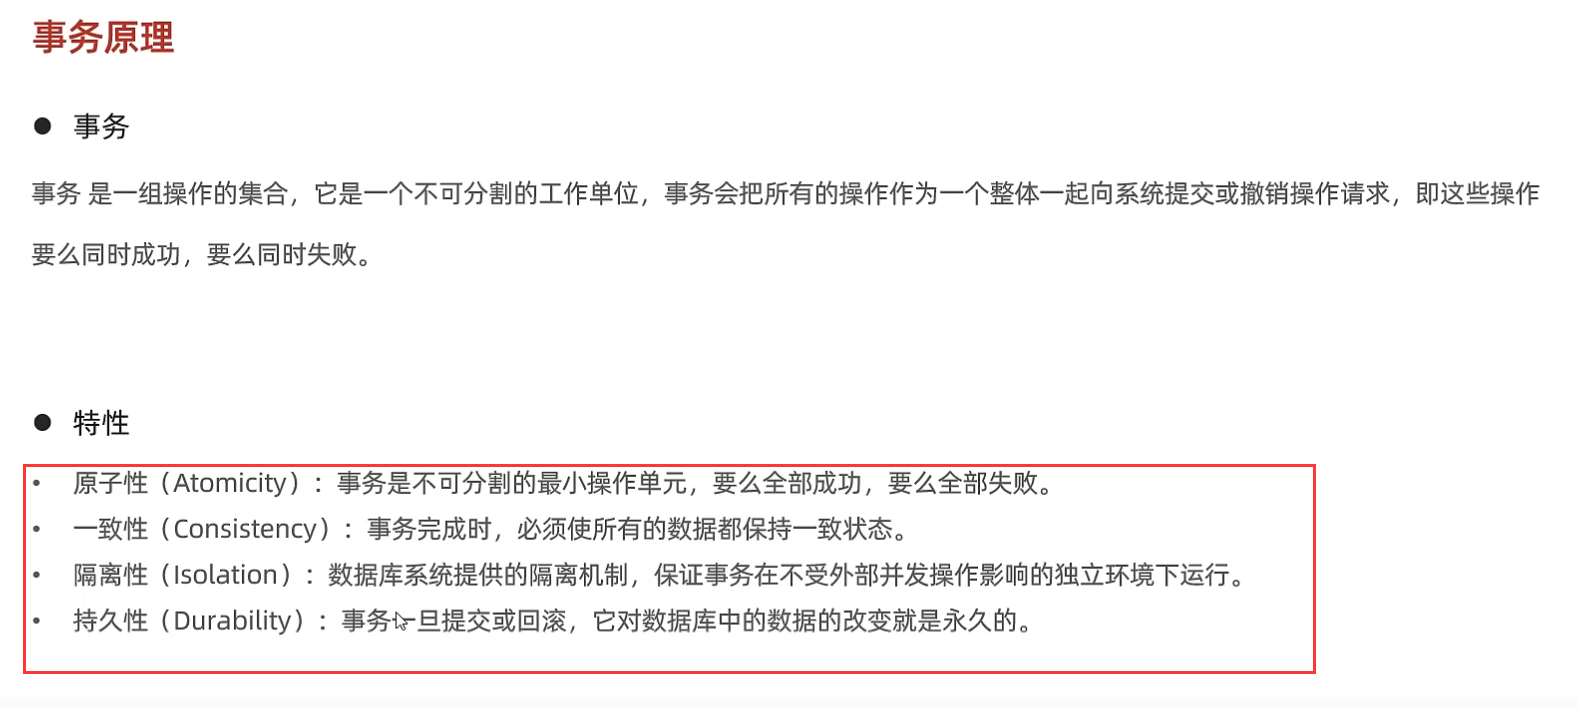 事务原理
● 事务
事务 是一组操作的集合，它是一个不可分割的工作单位，事务会把所有的操作作为一个整体一起向系统提交或撤销操作请求，即这些操作
要么同时成功，要么同时失败。
● 特性
• 原子性（Atomicity）：事务是不可分割的最小操作单元，要么全部成功，要么全部失败。
• 一致性（Consistency）：事务完成时，必须使所有的数据都保持一致状态。
• 隔离性（Isolation）：数据库系统提供的隔离机制，保证事务在不受外部并发操作影响的独立环境下运行。
• 持久性（Durability）：事务一旦提交或回滚，它对数据库中的数据的改变就是永久的。